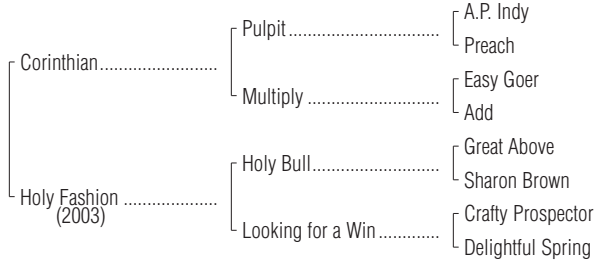 A.P. Indy
Pulpit
Preach
Corinthian
Easy Goer
Multiply
Add
Great Above
Holy Bull
Sharon Brown
Holy Fashion
(2003)
Crafty Prospector
Looking for a Win
Delightful Spring